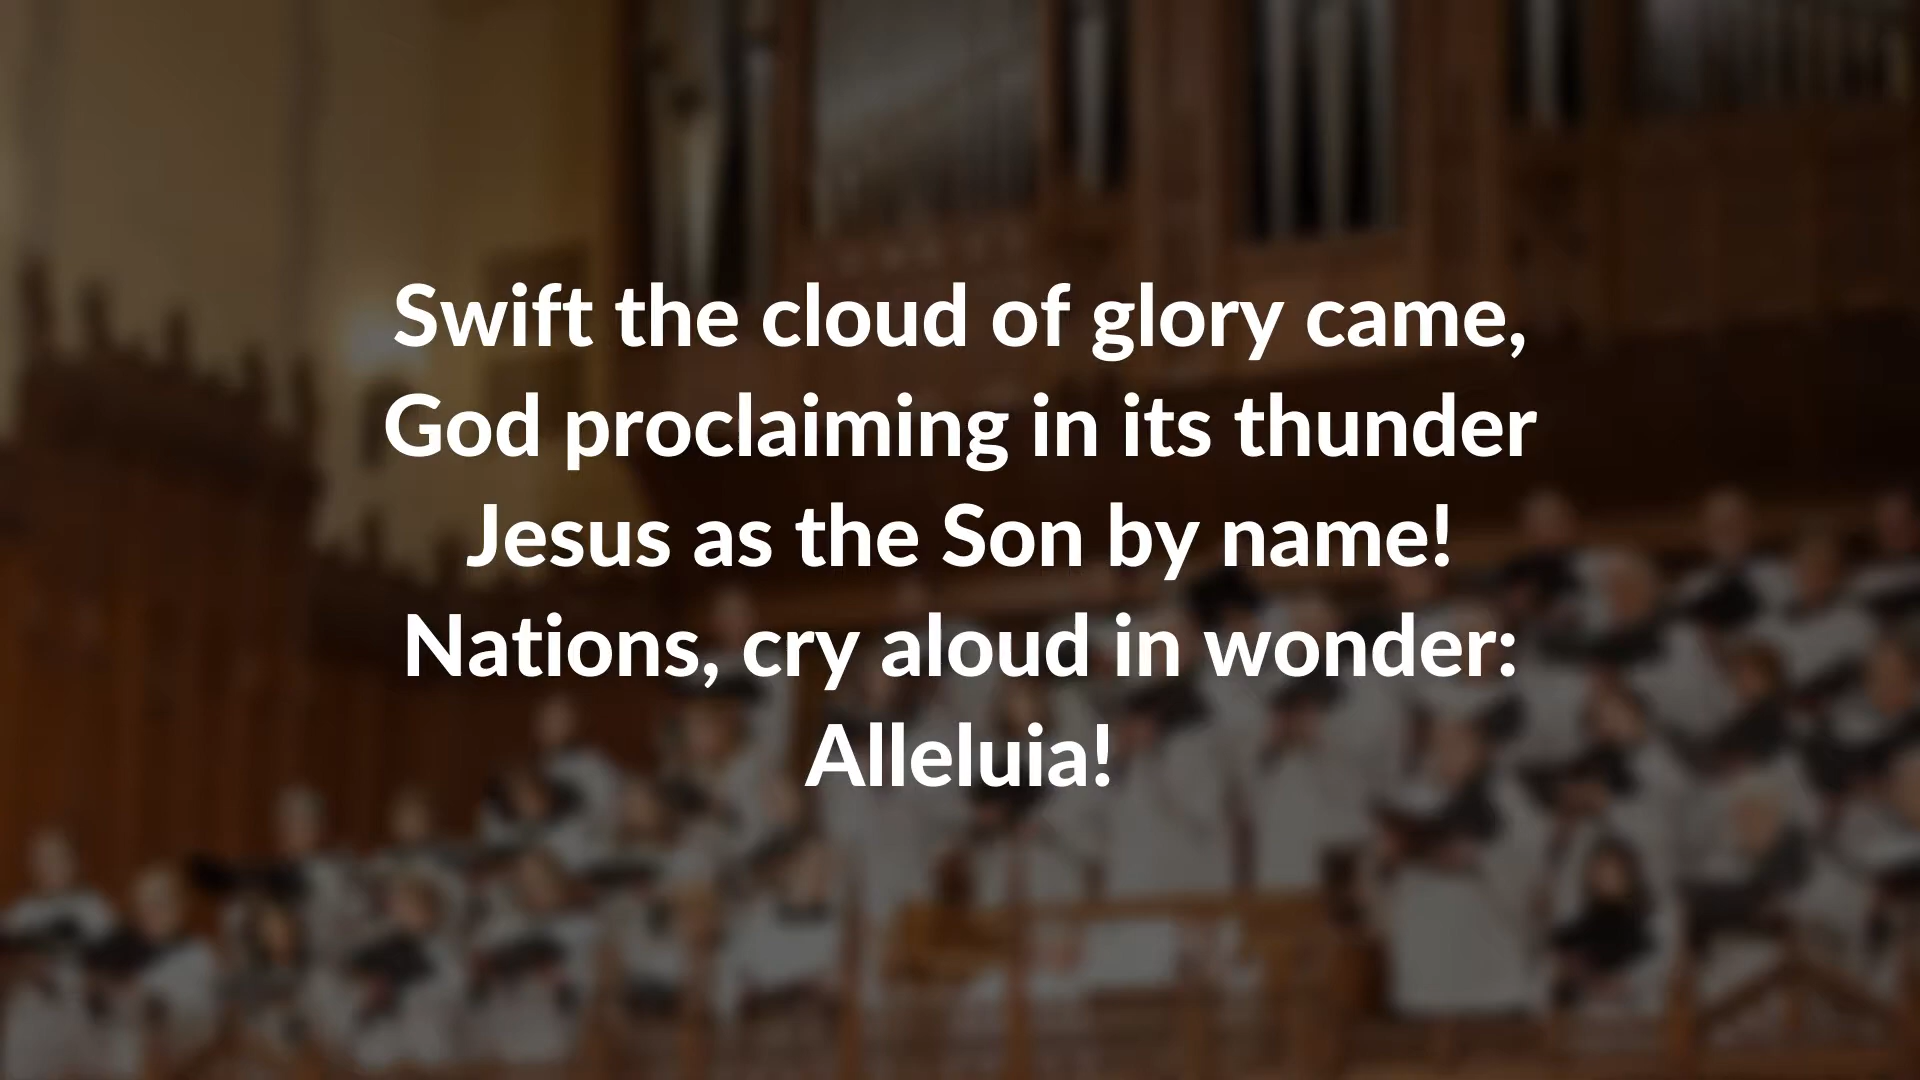 Swift the cloud of glory came,
God proclaiming in its thunder
Jesus as the Son by name!
Nations, cry aloud in wonder:
Alleluia!